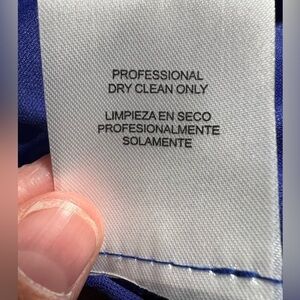 PROFESSIONAL
DRY CLEAN ONLY
LIMPIEZA EN SECO
PROFESIONALMENTE
SOLAMENTE